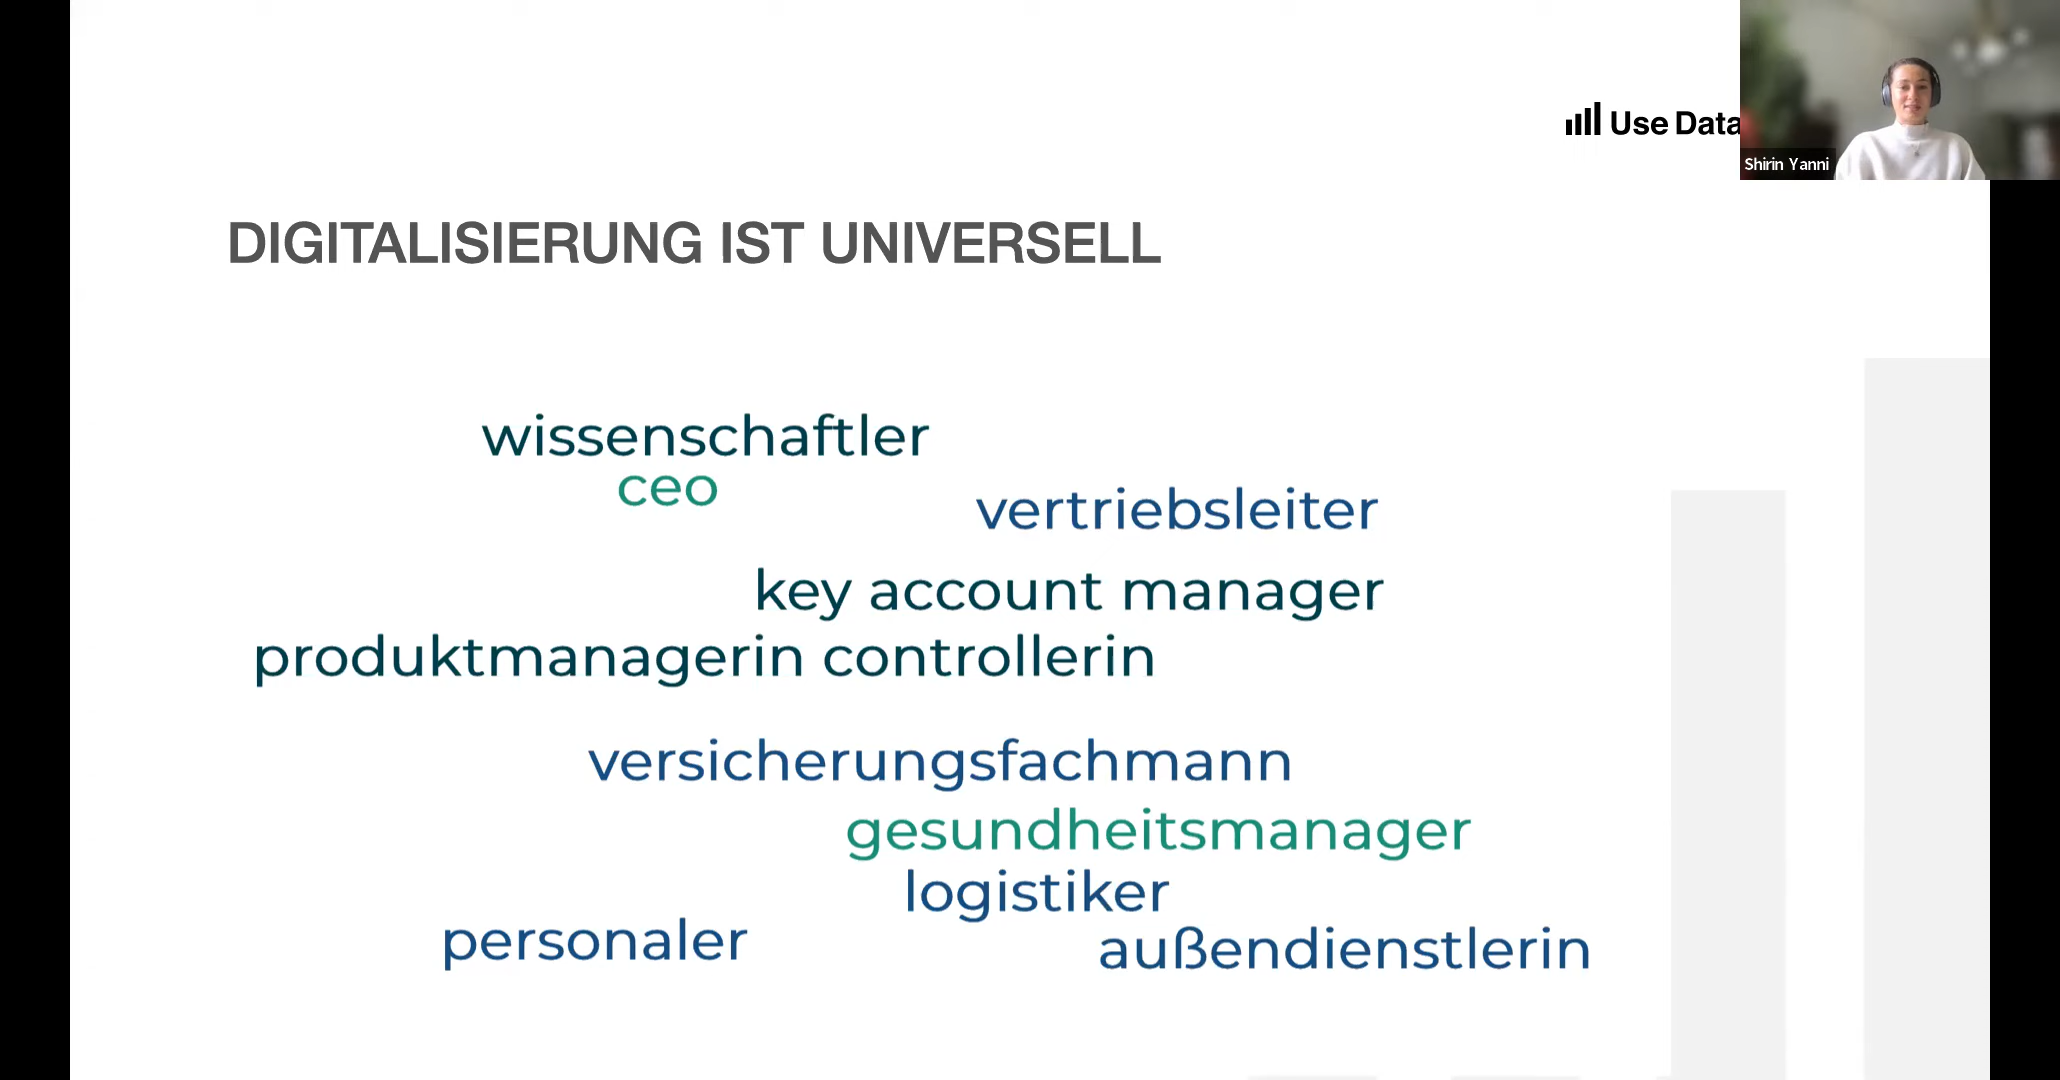 Use Data
Shirin Yanni
DIGITALISIERUNG IST UNIVERSELL
wissenschaftler
ceo
vertriebsleiter
key account manager
produktmanagerin controllerin
versicherungsfachmann
gesundheitsmanager
logistiker
personaler
außendienstlerin